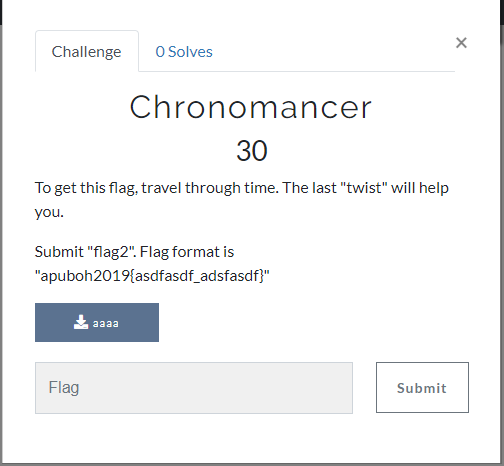 Challenge
0 Solves
×
Chronomancer
30
To get this flag, travel through time. The last "twist" will help
you.
Submit "flag2". Flag format is
"apuboh2019{asdfasdf_adsfasdf}"
aaaa
Flag
Submit